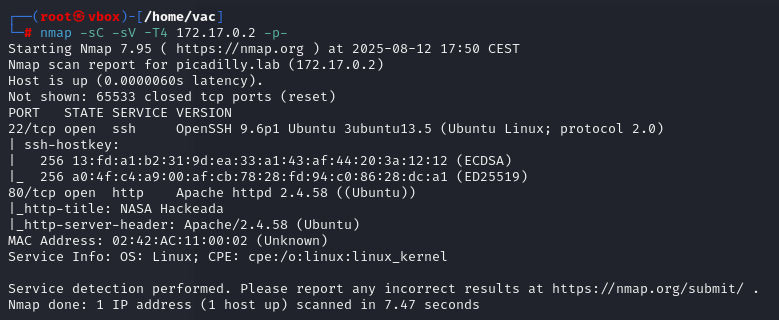 ┌──(root㉿vbox)-[/home/vac]
└─# nmap -sC -sV -T4 172.17.0.2 -p-
Starting Nmap 7.95 ( https://nmap.org ) at 2025-08-12 17:50 CEST
Nmap scan report for picadilly.lab (172.17.0.2)
Host is up (0.0000060s latency).
Not shown: 65533 closed tcp ports (reset)
PORT   STATE SERVICE VERSION
22/tcp open  ssh     OpenSSH 9.6p1 Ubuntu 3ubuntu13.5 (Ubuntu Linux; protocol 2.0)
| ssh-hostkey:
|   256 13:fd:a1:b2:31:9d:ea:33:a1:43:af:44:20:3a:12:12 (ECDSA)
|_  256 a0:4f:c4:a9:00:af:cb:78:28:fd:94:c0:86:28:dc:a1 (ED25519)
80/tcp open  http    Apache httpd 2.4.58 ((Ubuntu))
|_http-title: NASA Hackeada
|_http-server-header: Apache/2.4.58 (Ubuntu)
MAC Address: 02:42:AC:11:00:02 (Unknown)
Service Info: OS: Linux; CPE: cpe:/o:linux:linux_kernel

Service detection performed. Please report any incorrect results at https://nmap.org/submit/ .
Nmap done: 1 IP address (1 host up) scanned in 7.47 seconds